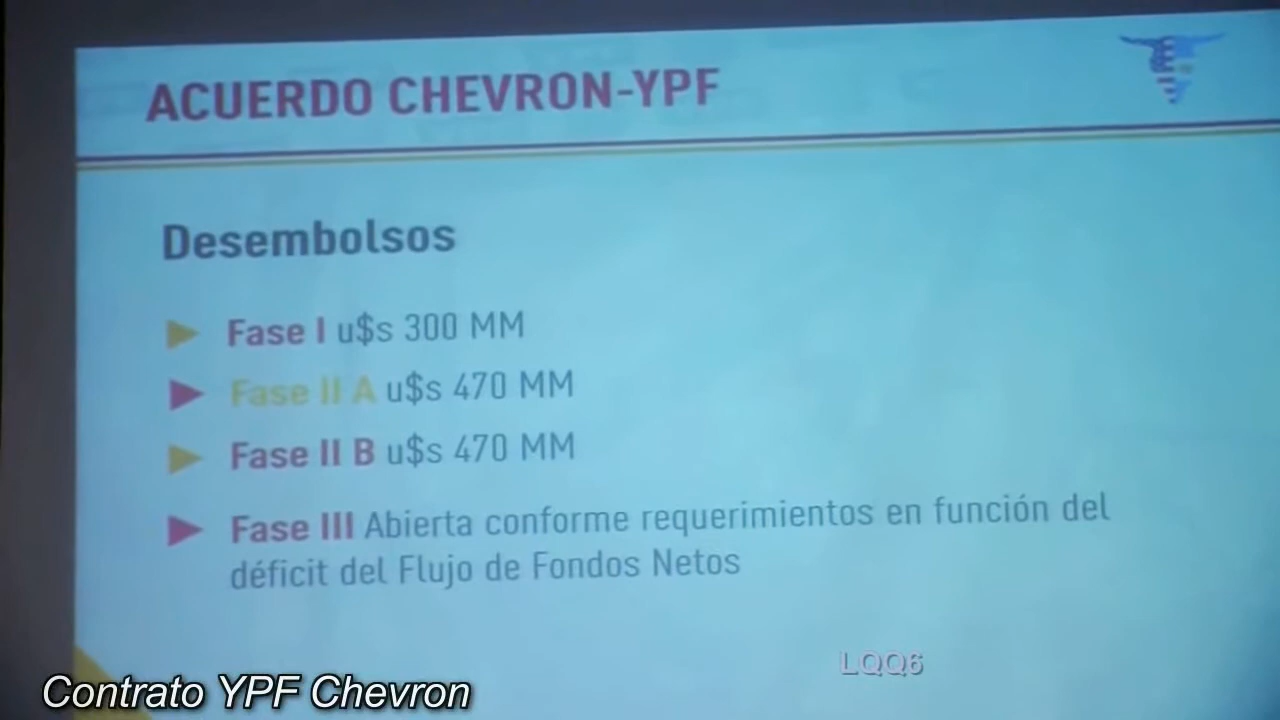 ACUERDO CHEVRON-YPF
Desembolsos
Fase I u$s 300 MM
Fase II A u$s 470 MM
Fase II B u$s 470 MM
Fase III Abierta conforme requerimientos en función del
déficit del Flujo de Fondos Netos
LQQ6
Contrato YPF Chevron